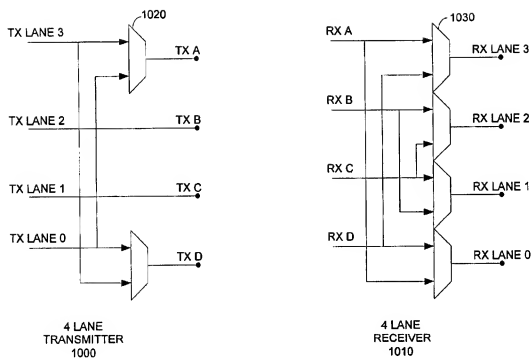 1020
TX LANE 3
TX A
TX LANE 2
TX B
TX LANE 1
TX C
TX LANE 0
TX D
4 LANE
TRANSMITTER
1000
1030
RX A
RX LANE 3
RX B
RX LANE 2
RX C
RX LANE 1
RX D
RX LANE 0
4 LANE
RECEIVER
1010